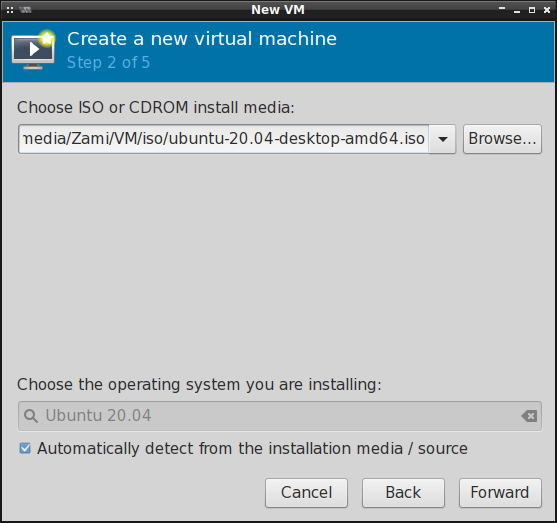 New VM
Create a new virtual machine
Step 2 of 5
Choose ISO or CDROM install media:
media/Zami/VM/iso/ubuntu-20.04-desktop-amd64.iso
Browse...
Choose the operating system you are installing:
Ubuntu 20.04
Automatically detect from the installation media / source
Cancel
Back
Forward